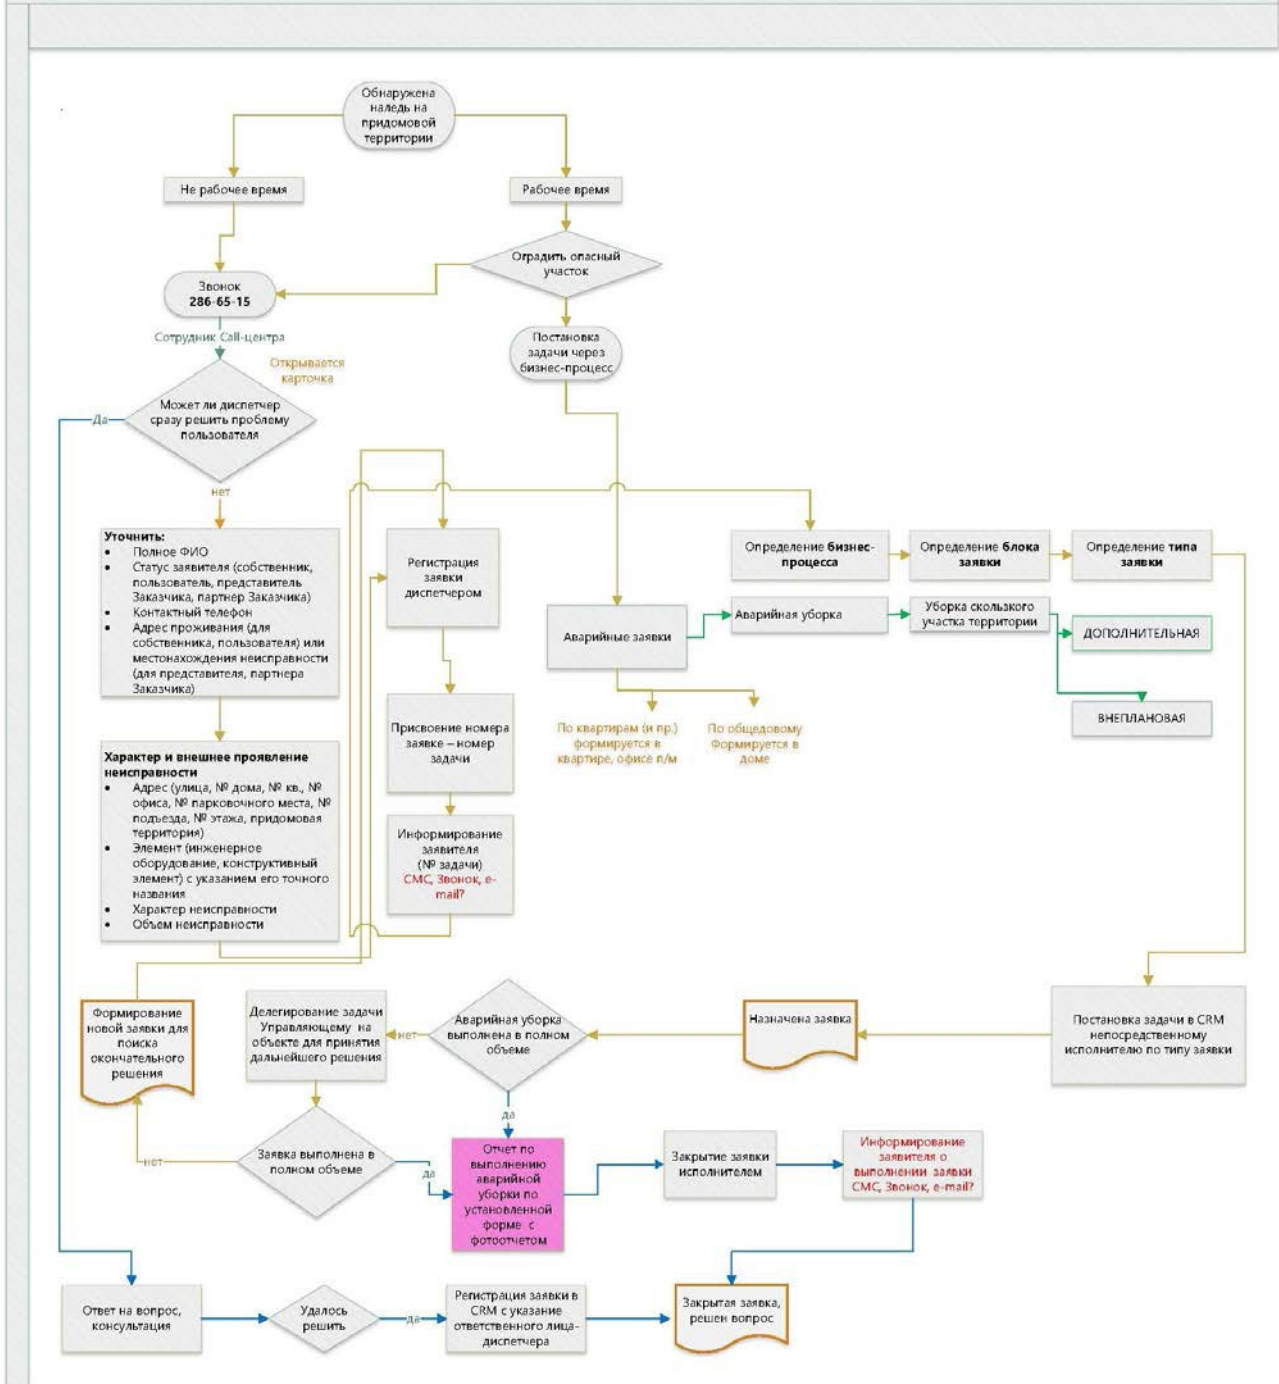 Обнаружена
наледь на
придомовой
территории
Не рабочее время
Рабочее время
Оградить опасный
участок
Звонок
286-65-15
Сотрудник Call-центра
Постановка
задачи через
бизнес-процесс
Открывается
карточка
Может ли диспетчер
сразу решить проблему
пользователя
Да
нет
Уточнить:
• Полное ФИО
• Статус заявителя (собственник,
пользователь, представитель
Заказчика, партнер Заказчика)
• Контактный телефон
• Адрес проживания (для
собственника, пользователя) или
местонахождения неисправности
(для представителя, партнера
Заказчика)
Регистрация
заявки
диспетчером
Определение бизнес-
процесса
Определение блока
заявки
Определение типа
заявки
Аварийные заявки
Аварийная уборка
Уборка скользкого
участка территории
ДОПОЛНИТЕЛЬНАЯ
ВНЕПЛАНОВАЯ
По квартирам (и пр.)
формируется в
квартире, офисе п/м
По общедовому
Формируется в
доме
Присвоение номера
заявке – номер
задачи
Характер и внешнее проявление
неисправности
• Адрес (улица, № дома, № кв., №
офиса, № парковочного места, №
подъезда, № этажа, придомовая
территория)
• Элемент (инженерное
оборудование, конструктивный
элемент) с указанием его точного
названия
• Характер неисправности
• Объем неисправности
Информирование
заявителя
(№ задачи)
СМС, Звонок, e-
mail?
Формирование
новой заявки для
поиска
окончательного
решения
Делегирование задачи
Управляющему на
объекте для принятия
дальнейшего решения
нет
Аварийная уборка
выполнена в полном
объеме
Назначена заявка
Постановка задачи в CRM
непосредственному
исполнителю по типу заявки
да
нет
Заявка выполнена в
полном объеме
да
Отчет по
выполнению
аварийной
уборки по
установленной
форме с
фотоотчетом
Закрытие заявки
исполнителем
Информирование
заявителя о
выполнении заявки
СМС, Звонок, e-mail?
Ответ на вопрос,
консультация
Удалось
решить
да
Регистрация заявки в
CRM с указание
ответственного лица-
диспетчера
Закрытая заявка,
решен вопрос